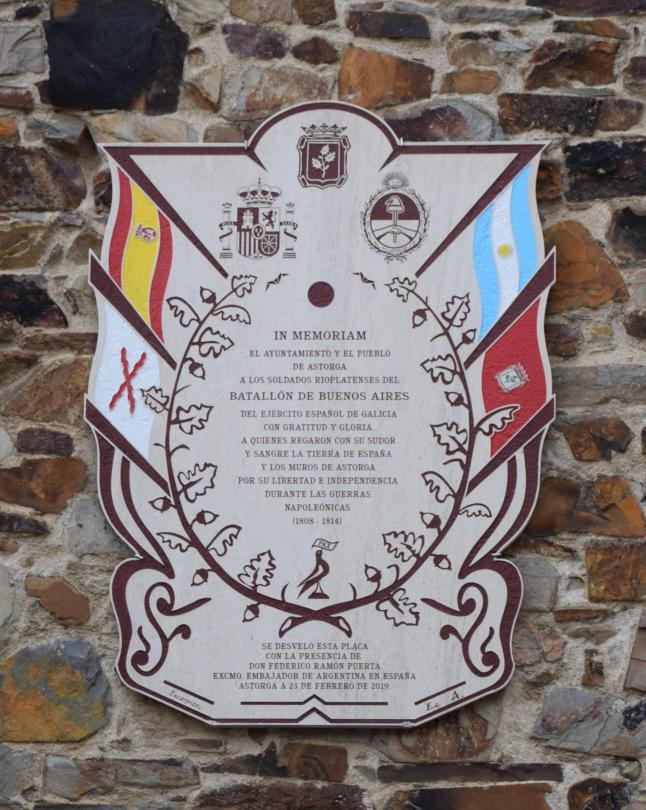 IN MEMORIAM
EL AYUNTAMIENTO Y EL PUEBLO
DE ASTORGA
A LOS SOLDADOS RIOPLATENSES DEL
BATALLÓN DE BUENOS AIRES
DEL EJÉRCITO ESPAÑOL DE GALICIA
CON GRATITUD Y GLORIA
A QUIENES REGARON CON SU SUDOR
Y SANGRE LA TIERRA DE ESPAÑA
Y LOS MUROS DE ASTORGA
POR SU LIBERTAD E INDEPENDENCIA
DURANTE LAS GUERRAS
NAPOLEÓNICAS
(1808 - 1814)
PAX
SE DESVELÓ ESTA PLACA
CON LA PRESENCIA DE
DON FEDERICO RAMÓN PUERTA
EXCMO. EMBAJADOR DE ARGENTINA EN ESPAÑA
ASTORGA A 23 DE FEBRERO DE 2019